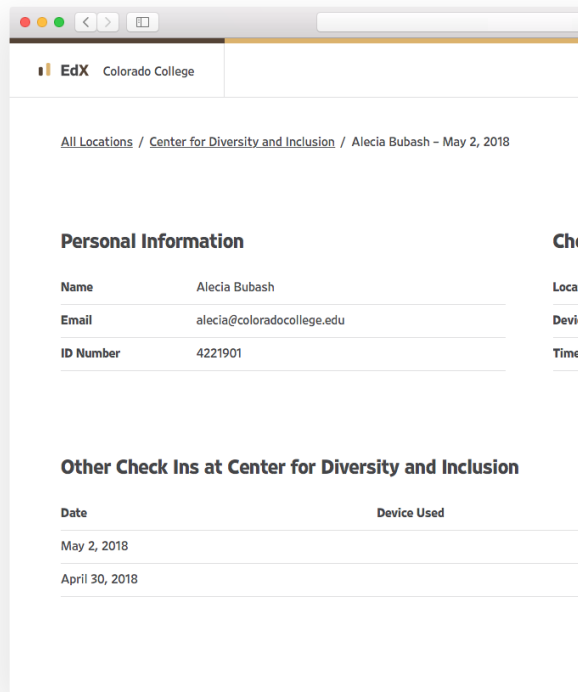 EdX Colorado College
All Locations / Center for Diversity and Inclusion / Alecia Bubash – May 2, 2018
Personal Information
Name Alecia Bubash
Email alecia@coloradocollege.edu
ID Number 4221901
Other Check Ins at Center for Diversity and Inclusion
Date Device Used
May 2, 2018
April 30, 2018